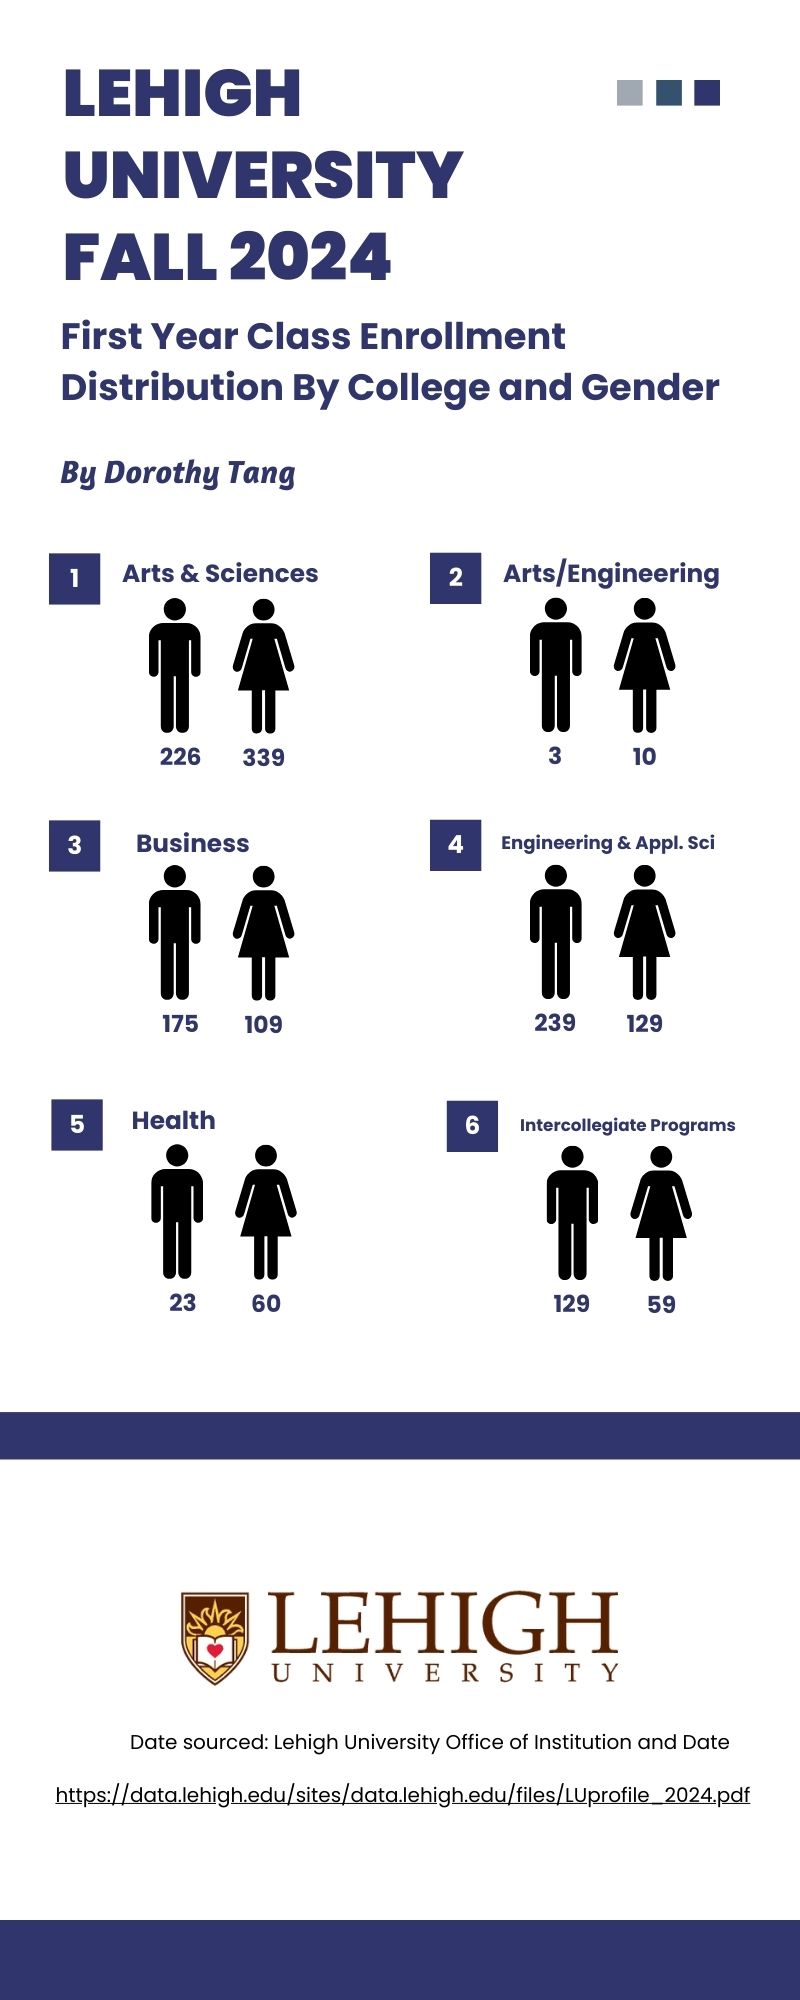 LEHIGH
UNIVERSITY
FALL 2024
First Year Class Enrollment
Distribution By College and Gender
By Dorothy Tang
1 Arts & Sciences
226 339
2 Arts/Engineering
3 10
3 Business
175 109
4 Engineering & Appl. Sci
239 129
5 Health
23 60
6 Intercollegiate Programs
129 59
LEHIGH
UNIVERSITY
Date sourced: Lehigh University Office of Institution and Date
https://data.lehigh.edu/sites/data.lehigh.edu/files/LUprofile_2024.pdf